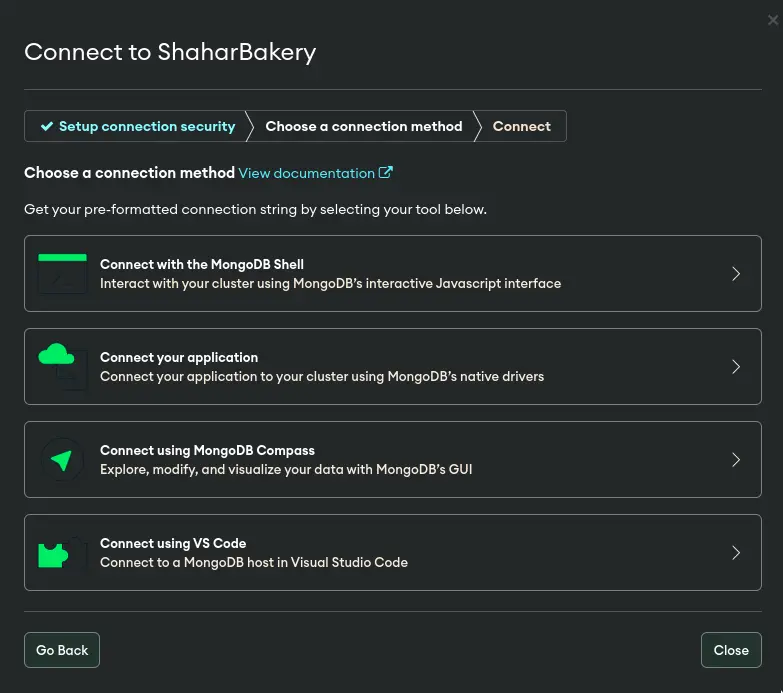 Connect to ShaharBakery
Setup connection security
Choose a connection method
Connect
Choose a connection method View documentation
Get your pre-formatted connection string by selecting your tool below.
Connect with the MongoDB Shell
Interact with your cluster using MongoDB’s interactive Javascript interface
Connect your application
Connect your application to your cluster using MongoDB’s native drivers
Connect using MongoDB Compass
Explore, modify, and visualize your data with MongoDB’s GUI
Connect using VS Code
Connect to a MongoDB host in Visual Studio Code
Go Back
Close